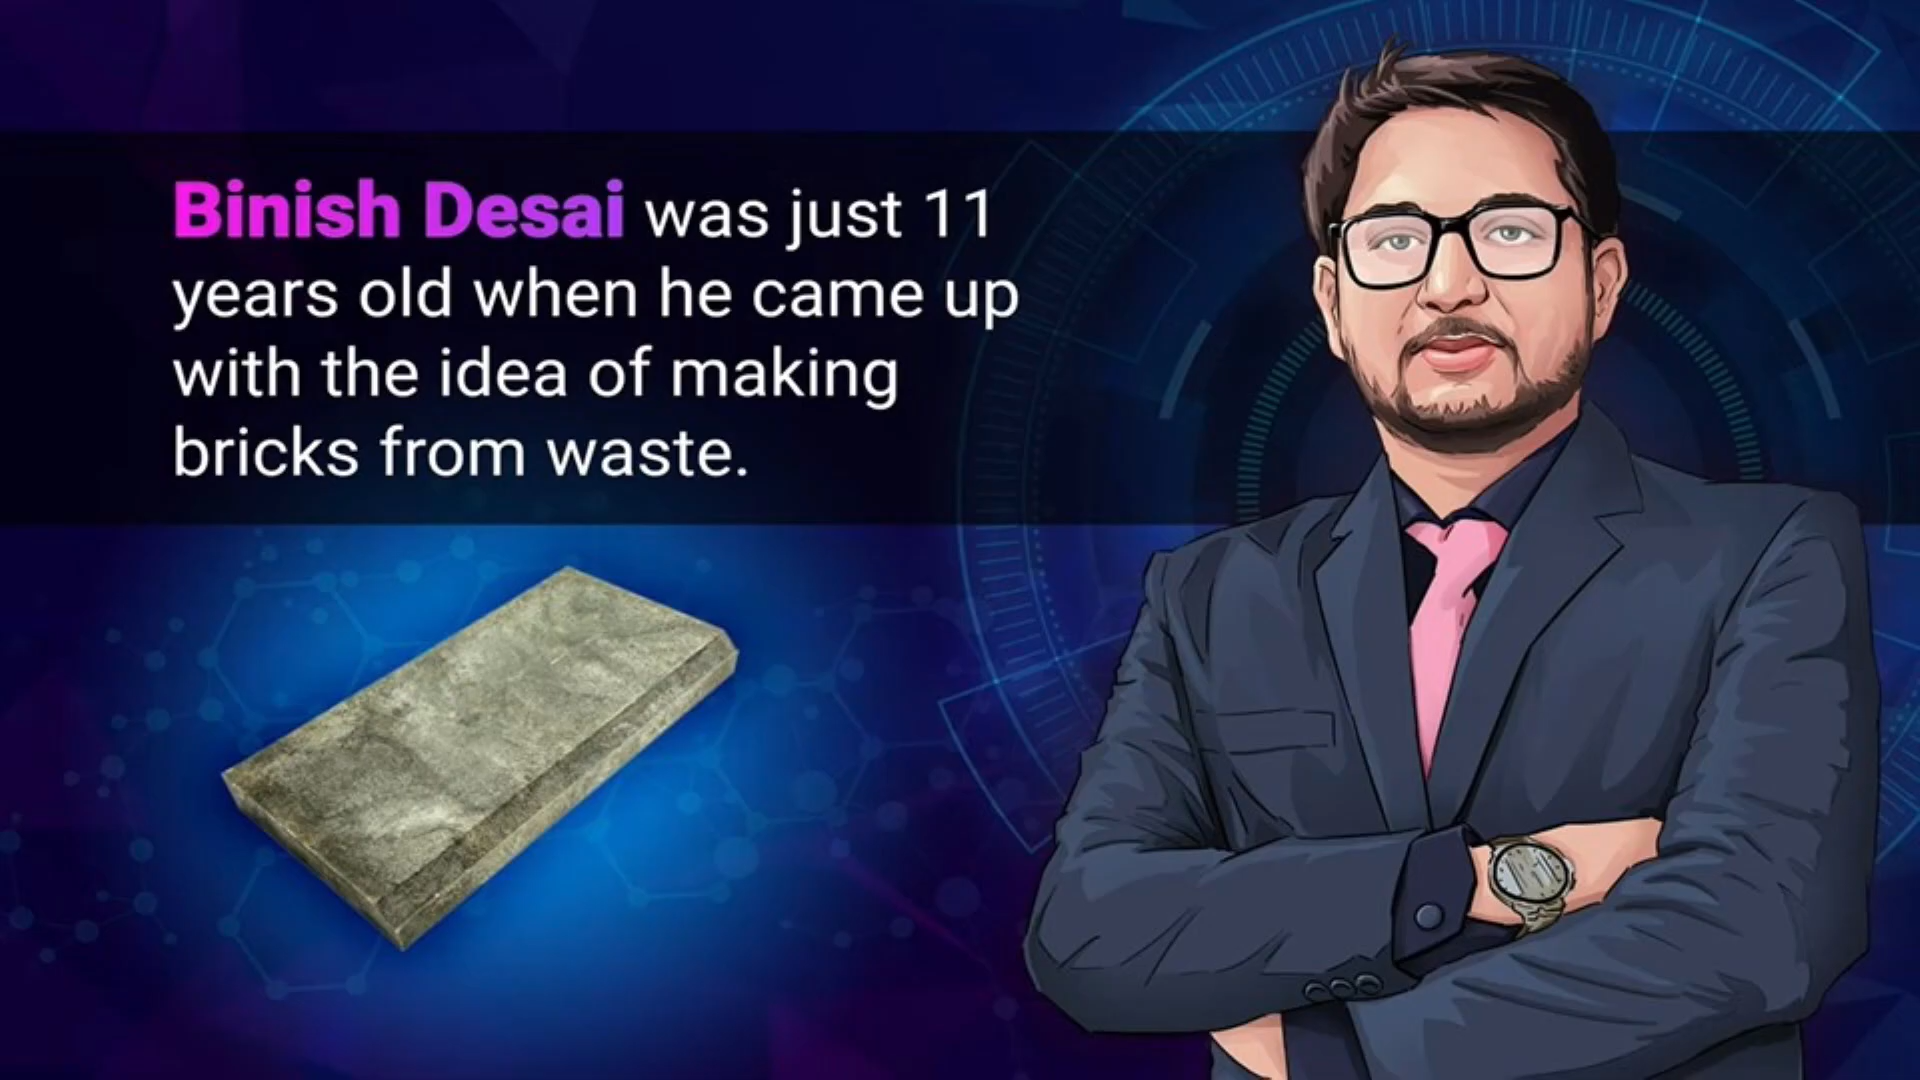 Binish Desai was just 11
years old when he came up
with the idea of making
bricks from waste.